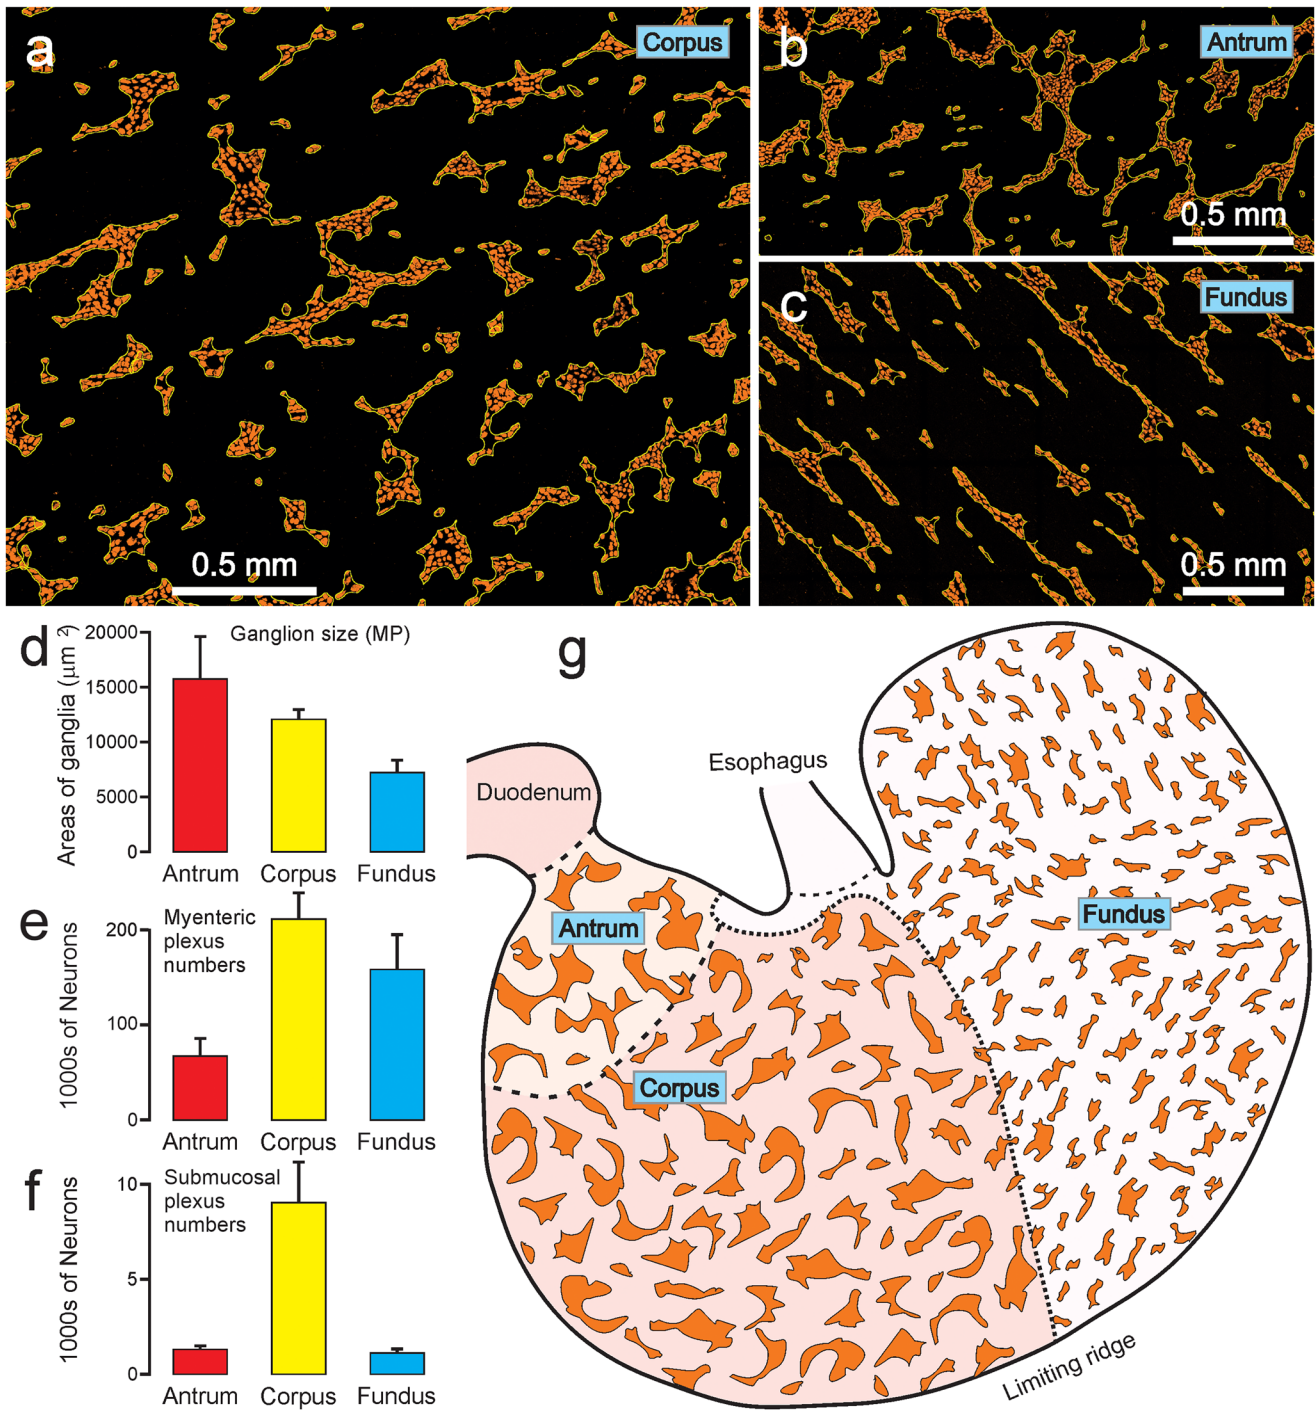 a
Corpus
0.5 mm
b
Antrum
0.5 mm
c
Fundus
0.5 mm
d
Ganglion size (MP)
Areas of ganglia (μm 2)
20000
15000
10000
5000
0
Antrum
Corpus
Fundus
e
Myenteric
plexus
numbers
1000s of Neurons
200
100
0
Antrum
Corpus
Fundus
f
Submucosal
plexus
numbers
1000s of Neurons
10
5
0
Antrum
Corpus
Fundus
g
Esophagus
Duodenum
Antrum
Fundus
Corpus
Limiting ridge